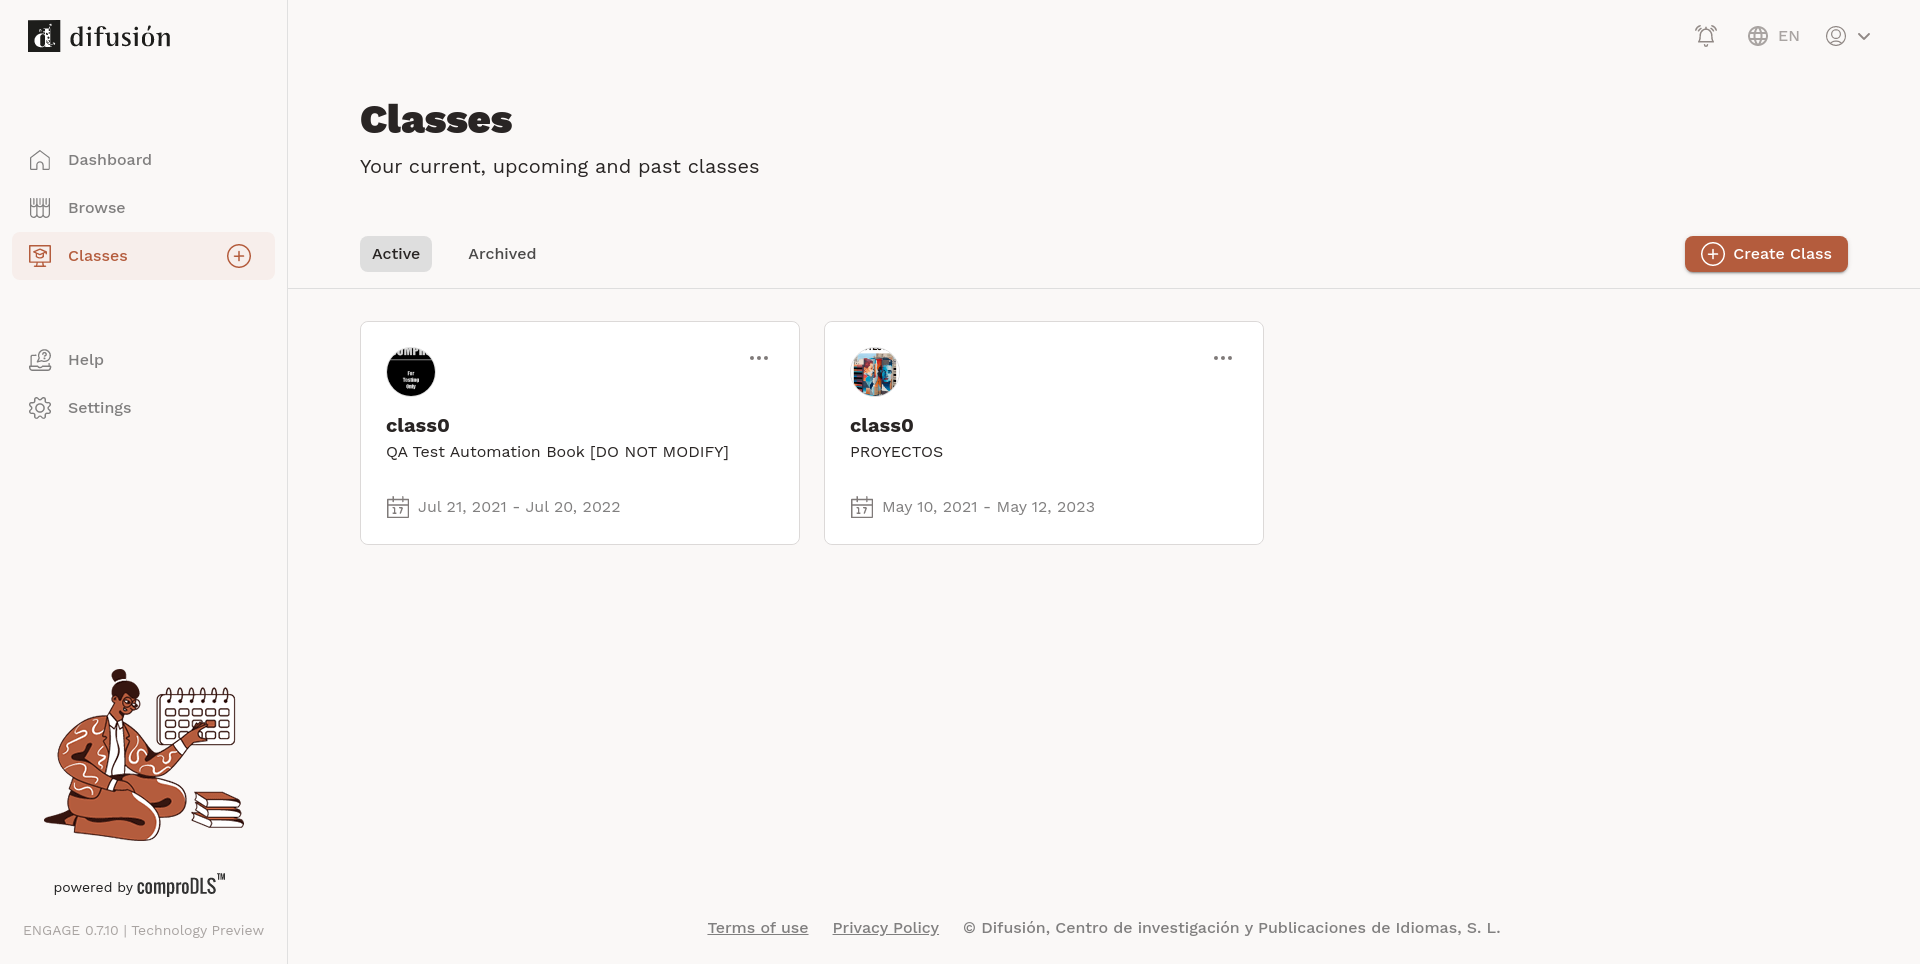 difusión
EN
Dashboard
Browse
Classes
Help
Settings
Classes
Your current, upcoming and past classes
Active
Archived
Create Class
For
Testing
Only
class0
QA Test Automation Book [DO NOT MODIFY]
17
Jul 21, 2021 - Jul 20, 2022
class0
PROYECTOS
17
May 10, 2021 - May 12, 2023
powered by comproDLS™
ENGAGE 0.7.10 | Technology Preview
Terms of use
Privacy Policy
© Difusión, Centro de investigación y Publicaciones de Idiomas, S. L.